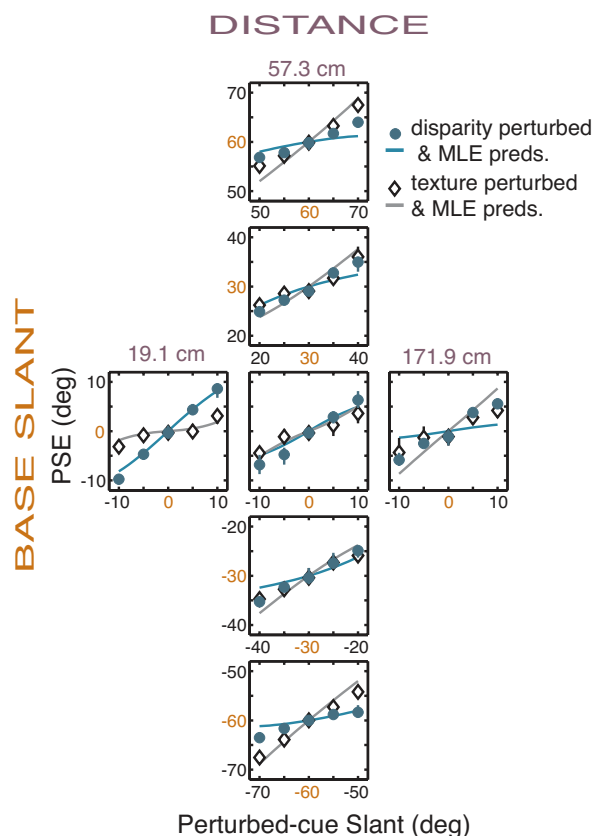 DISTANCE
57.3 cm
70
60
50
50 60 70
disparity perturbed
& MLE preds.
texture perturbed
& MLE preds.
40
30
20
20 30 40
BASE SLANT
PSE (deg)
19.1 cm
10
0
-10
-10 0 10
-10 0 10
171.9 cm
-10 0 10
-20
-30
-40
-40 -30 -20
-50
-60
-70
-70 -60 -50
Perturbed-cue Slant (deg)